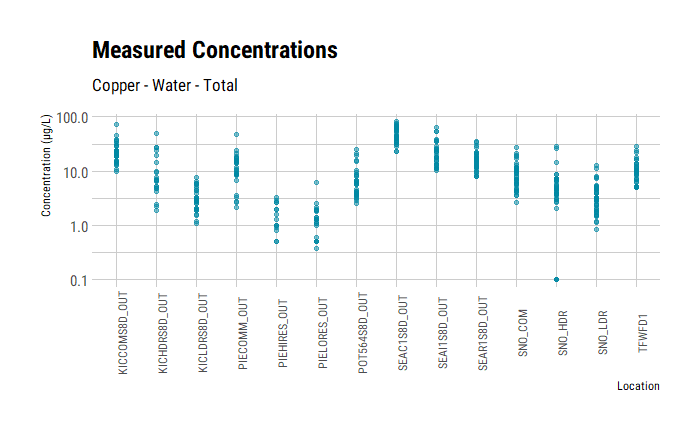 Measured Concentrations
Copper - Water - Total
Concentration (µg/L)
100.0
10.0
1.0
0.1
KICCOMS8D_OUT
KICHDRS8D_OUT
KICLDRS8D_OUT
PIECOMM_OUT
PIEHIRES_OUT
PIELORES_OUT
POT564S8D_OUT
SEAC1S8D_OUT
SEAI1S8D_OUT
SEAR1S8D_OUT
SNO_COM
SNO_HDR
SNO_LDR
TFWFD1
Location